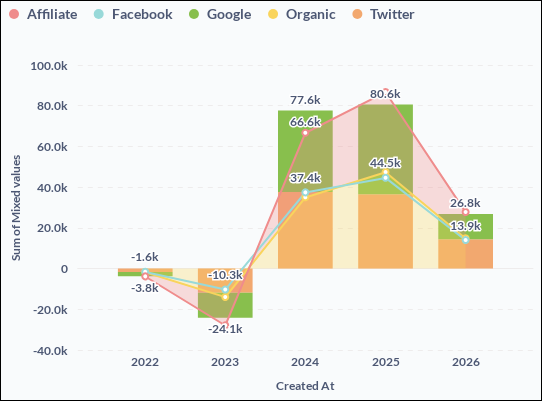 Affiliate Facebook Google Organic Twitter
100.0k
80.0k
60.0k
40.0k
20.0k
0
-20.0k
-40.0k
Sum of Mixed values
77.6k
80.6k
66.6k
37.4k
44.5k
26.8k
13.9k
-1.6k
-3.8k
-10.3k
-24.1k
2022 2023 2024 2025 2026
Created At